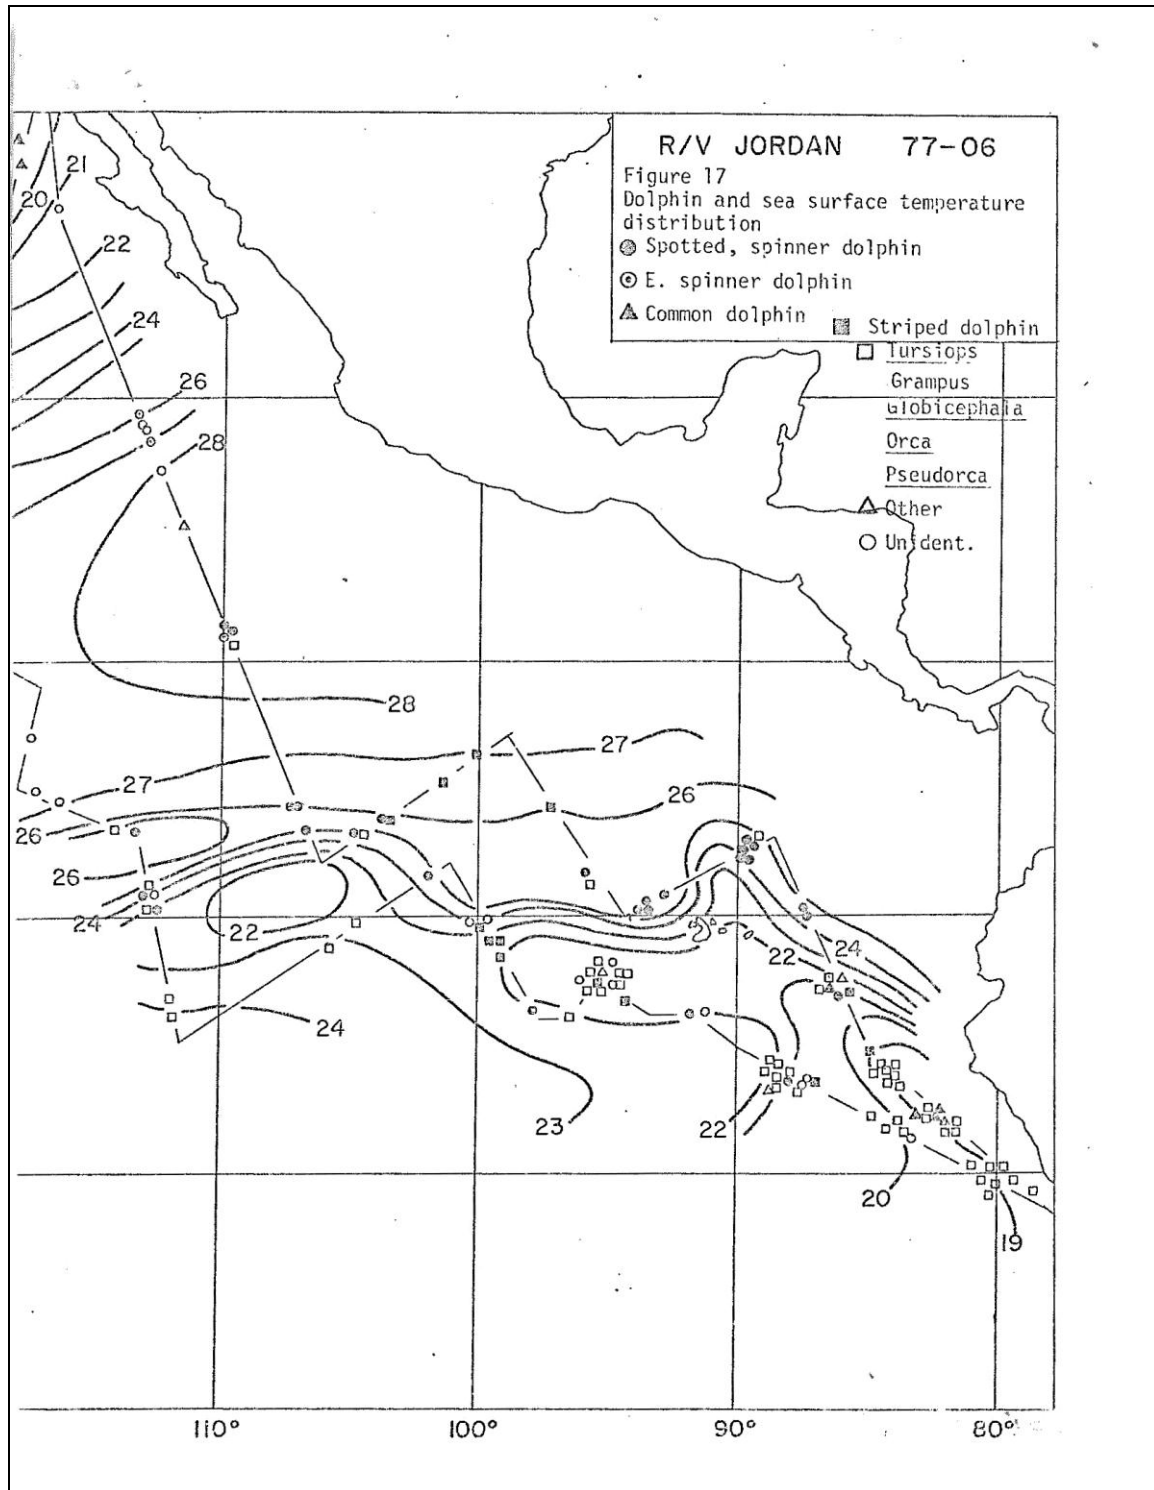 R/V JORDAN 77-06
Figure 17
Dolphin and sea surface temperature
distribution
Spotted, spinner dolphin
E. spinner dolphin
Common dolphin
Striped dolphin
Tursiops
Grampus
Globicephala
Orca
Pseudorca
Other
Unident.
21
20
22
24
26
28
28
27
27
26
26
26
24
22
24
23
22
24
22
20
19
110°
100°
90°
80°